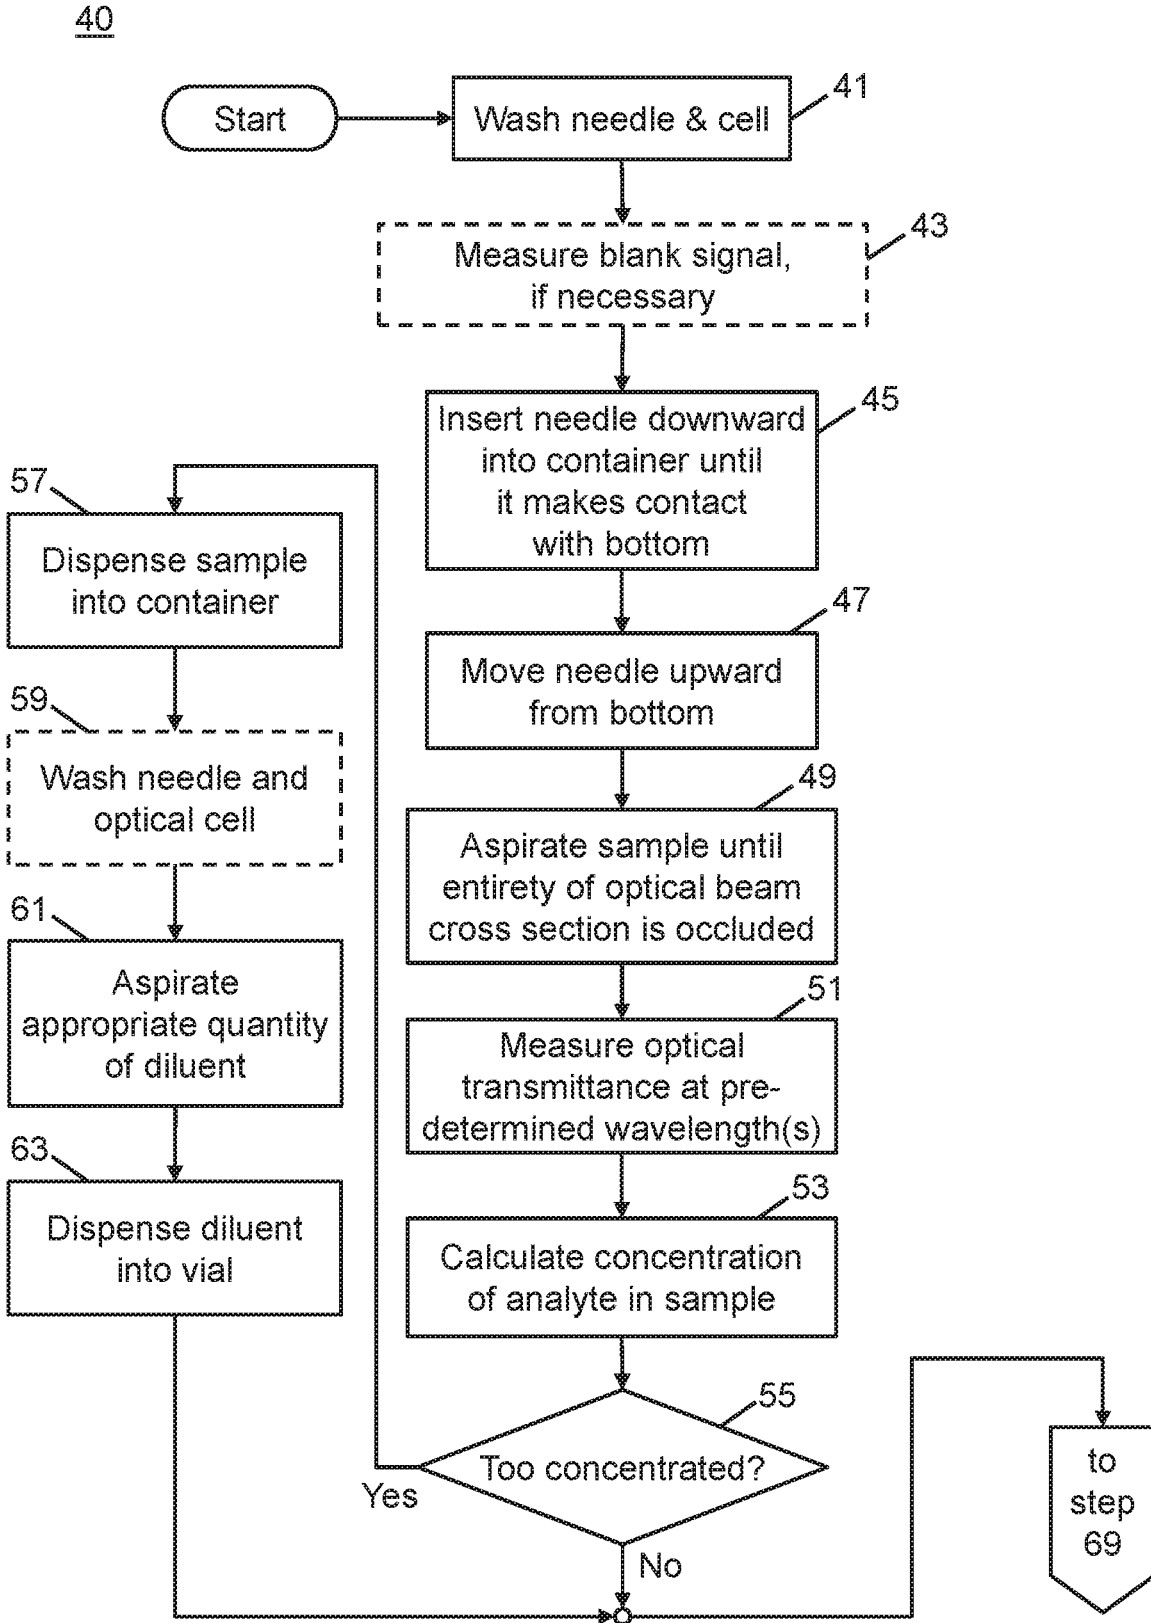 40
Start
Wash needle & cell
41
Measure blank signal,
if necessary
43
Insert needle downward
into container until
it makes contact
with bottom
45
Move needle upward
from bottom
47
Aspirate sample until
entirety of optical beam
cross section is occluded
49
Measure optical
transmittance at pre-
determined wavelength(s)
51
Calculate concentration
of analyte in sample
53
Too concentrated?
55
Yes
No
57
Dispense sample
into container
59
Wash needle and
optical cell
61
Aspirate
appropriate quantity
of diluent
63
Dispense diluent
into vial
to
step
69